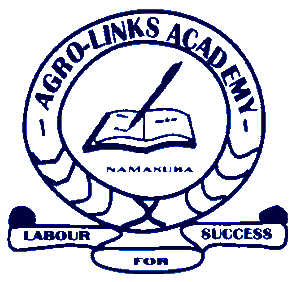 - AGRO-LINKS ACADEMY -
NAMAKUBA
LABOUR
FOR
SUCCESS